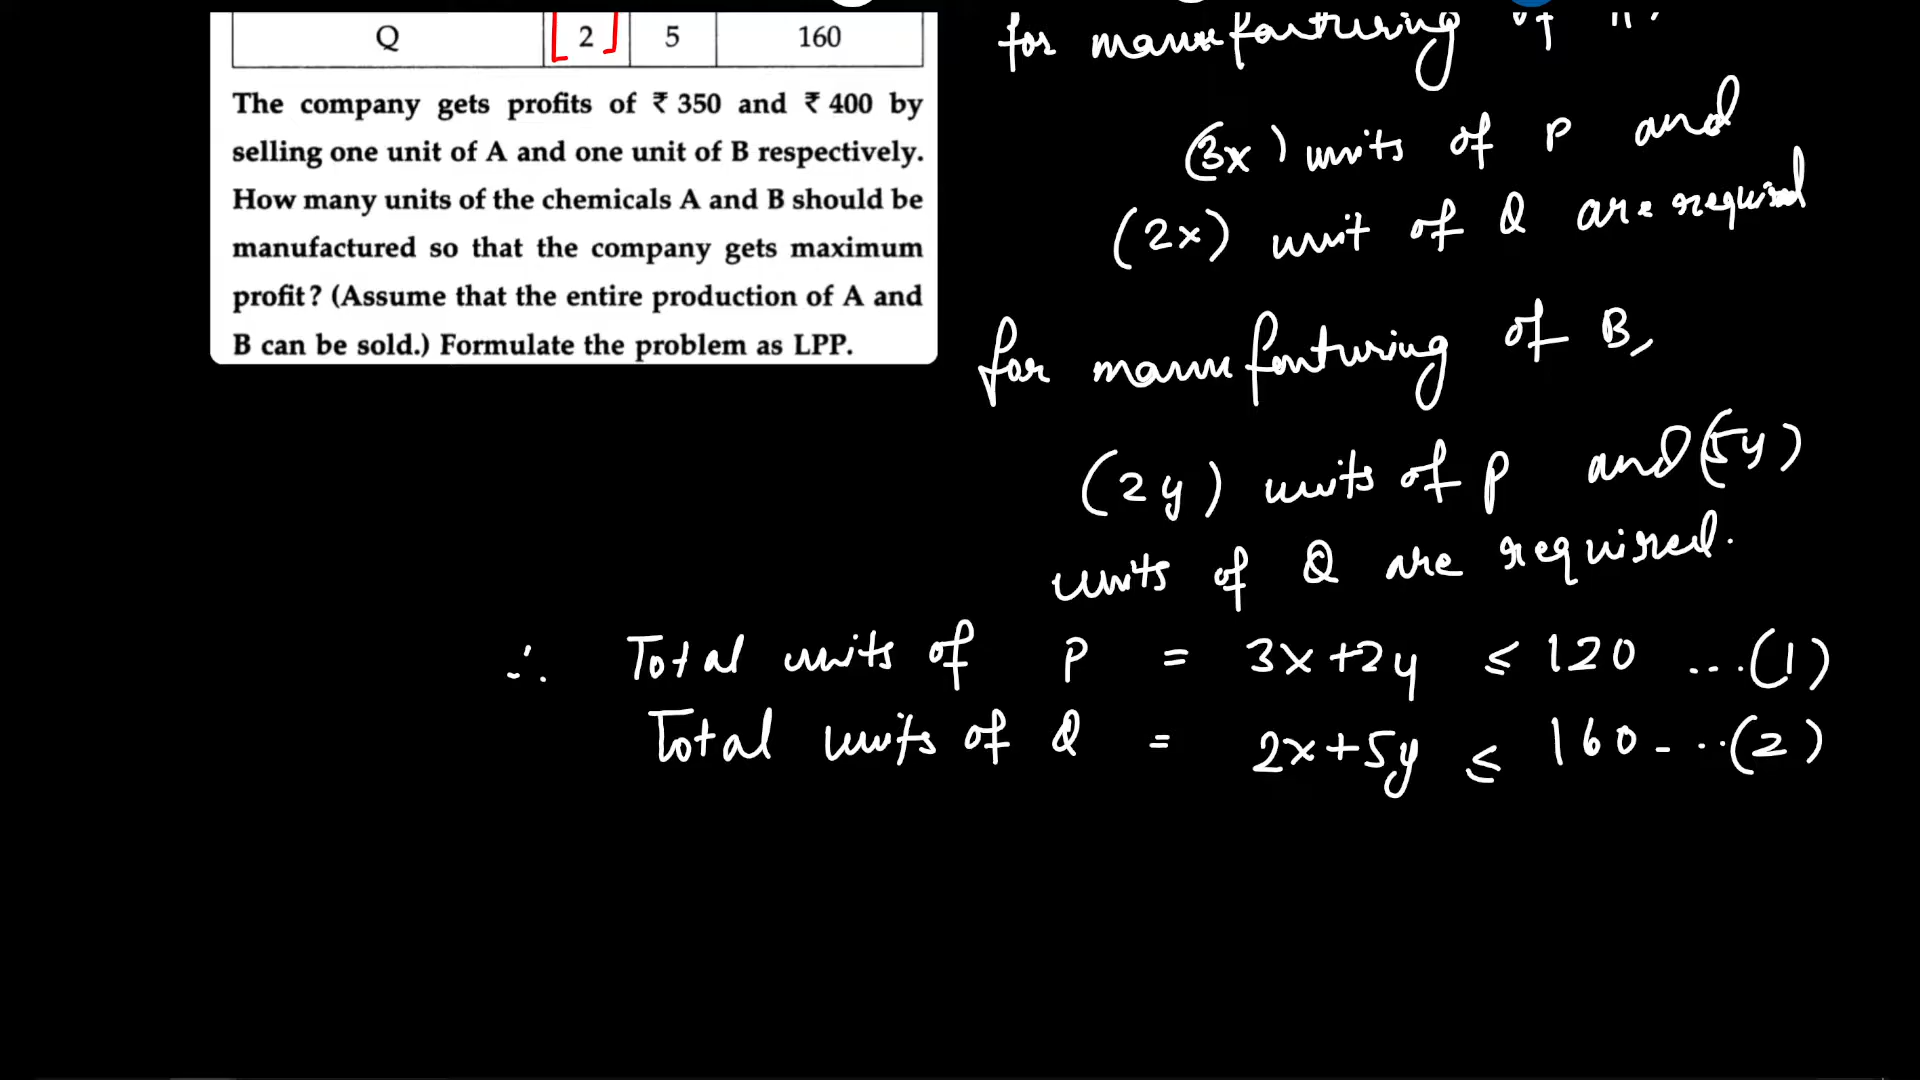 Q 2 5 160
The company gets profits of ₹ 350 and ₹ 400 by
selling one unit of A and one unit of B respectively.
How many units of the chemicals A and B should be
manufactured so that the company gets maximum
profit? (Assume that the entire production of A and
B can be sold.) Formulate the problem as LPP.
for manufacturing of
(3x) units of P and
(2x) unit of Q are required
for manufacturing of B,
(2y) units of P and (5y)
units of Q are required.
∴ Total units of P = 3x+2y ≤ 120 ...(1)
Total units of Q = 2x+5y ≤ 160 - ..(2)